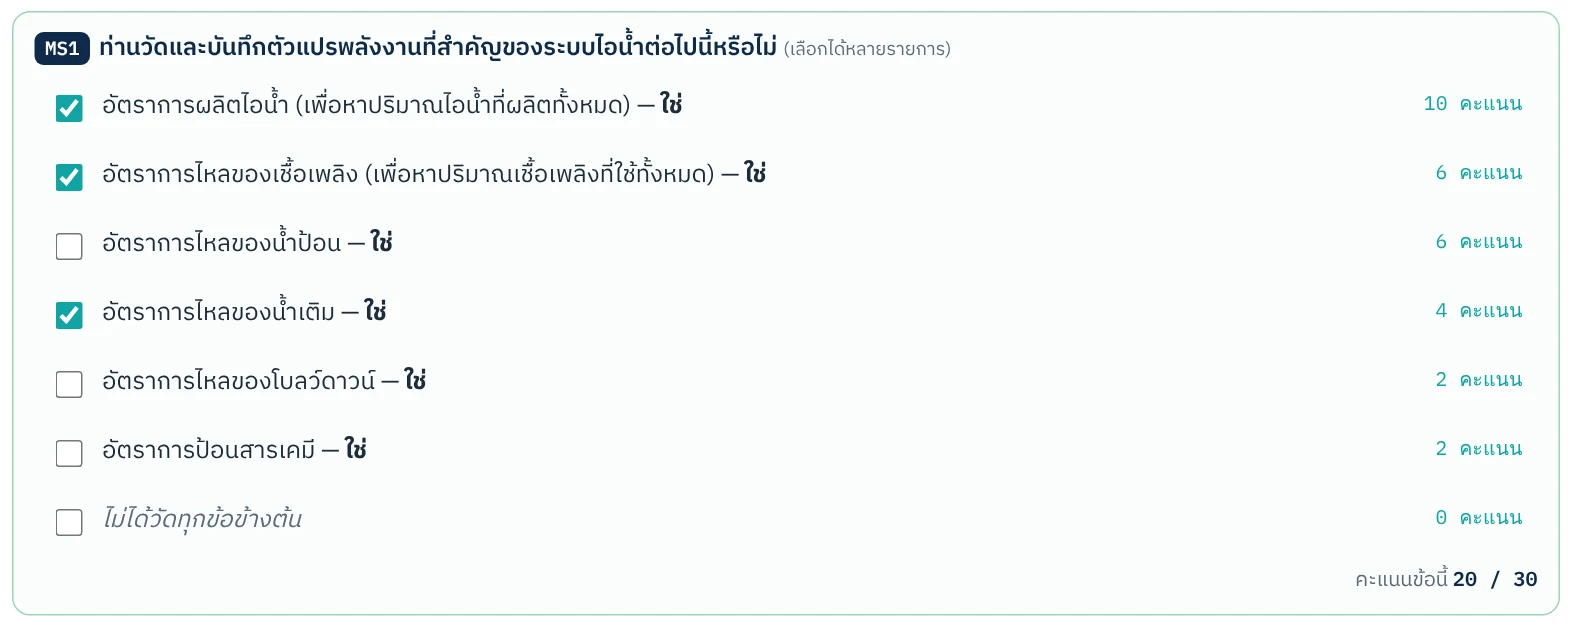 MS1 ท่านวัดและบันทึกตัวแปรพลังงานที่สำคัญของระบบไอน้ำต่อไปนี้หรือไม่ (เลือกได้หลายรายการ)
อัตราการผลิตไอน้ำ (เพื่อหาปริมาณไอน้ำที่ผลิตทั้งหมด) — ใช่ 10 คะแนน
อัตราการไหลของเชื้อเพลิง (เพื่อหาปริมาณเชื้อเพลิงที่ใช้ทั้งหมด) — ใช่ 6 คะแนน
อัตราการไหลของน้ำป้อน — ใช่ 6 คะแนน
อัตราการไหลของน้ำเติม — ใช่ 4 คะแนน
อัตราการไหลของโบลว์ดาวน์ — ใช่ 2 คะแนน
อัตราการป้อนสารเคมี — ใช่ 2 คะแนน
ไม่ได้วัดทุกข้อข้างต้น 0 คะแนน
คะแนนข้อนี้ 20 / 30